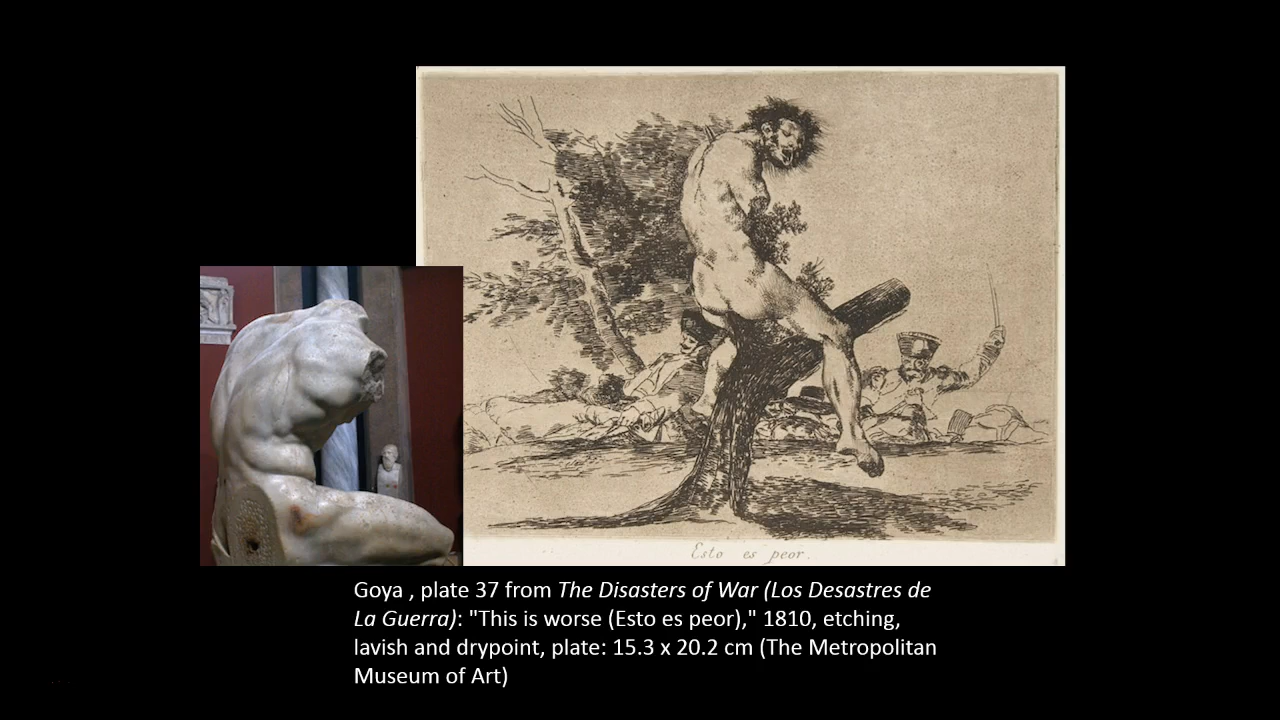 Esto es peor.
Goya , plate 37 from The Disasters of War (Los Desastres de
La Guerra): "This is worse (Esto es peor)," 1810, etching,
lavish and drypoint, plate: 15.3 x 20.2 cm (The Metropolitan
Museum of Art)